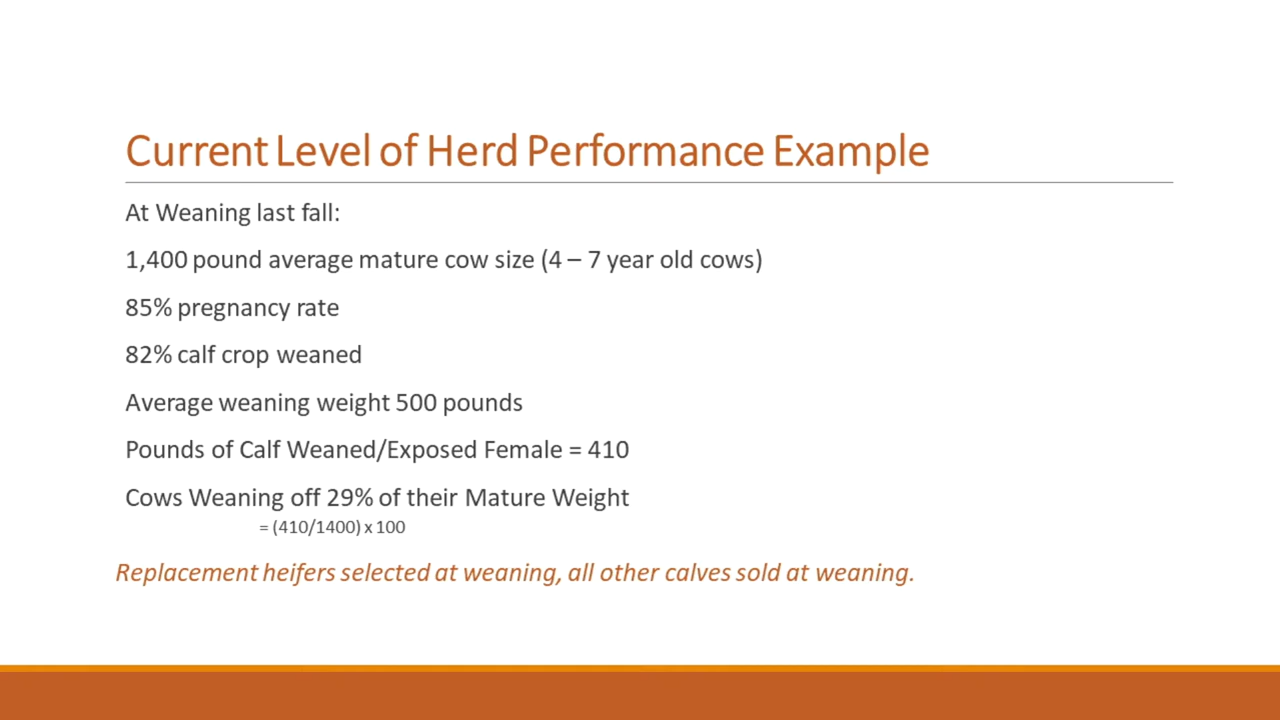 Current Level of Herd Performance Example
At Weaning last fall:
1,400 pound average mature cow size (4 – 7 year old cows)
85% pregnancy rate
82% calf crop weaned
Average weaning weight 500 pounds
Pounds of Calf Weaned/Exposed Female = 410
Cows Weaning off 29% of their Mature Weight
= (410/1400) x 100
Replacement heifers selected at weaning, all other calves sold at weaning.